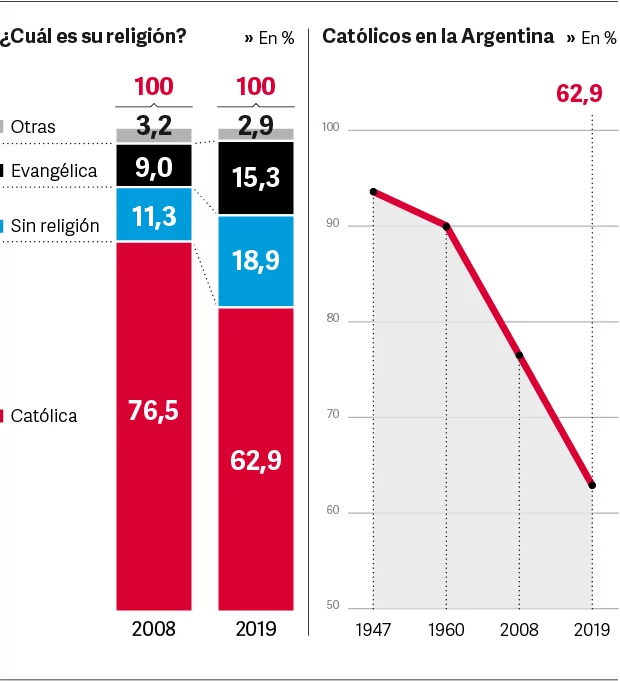 ¿Cuál es su religión? » En %
100 100
Otras 3,2 2,9
Evangélica 9,0 15,3
Sin religión 11,3 18,9
Católica 76,5 62,9
2008 2019
Católicos en la Argentina » En %
62,9
100
90
80
70
60
50
1947 1960 2008 2019